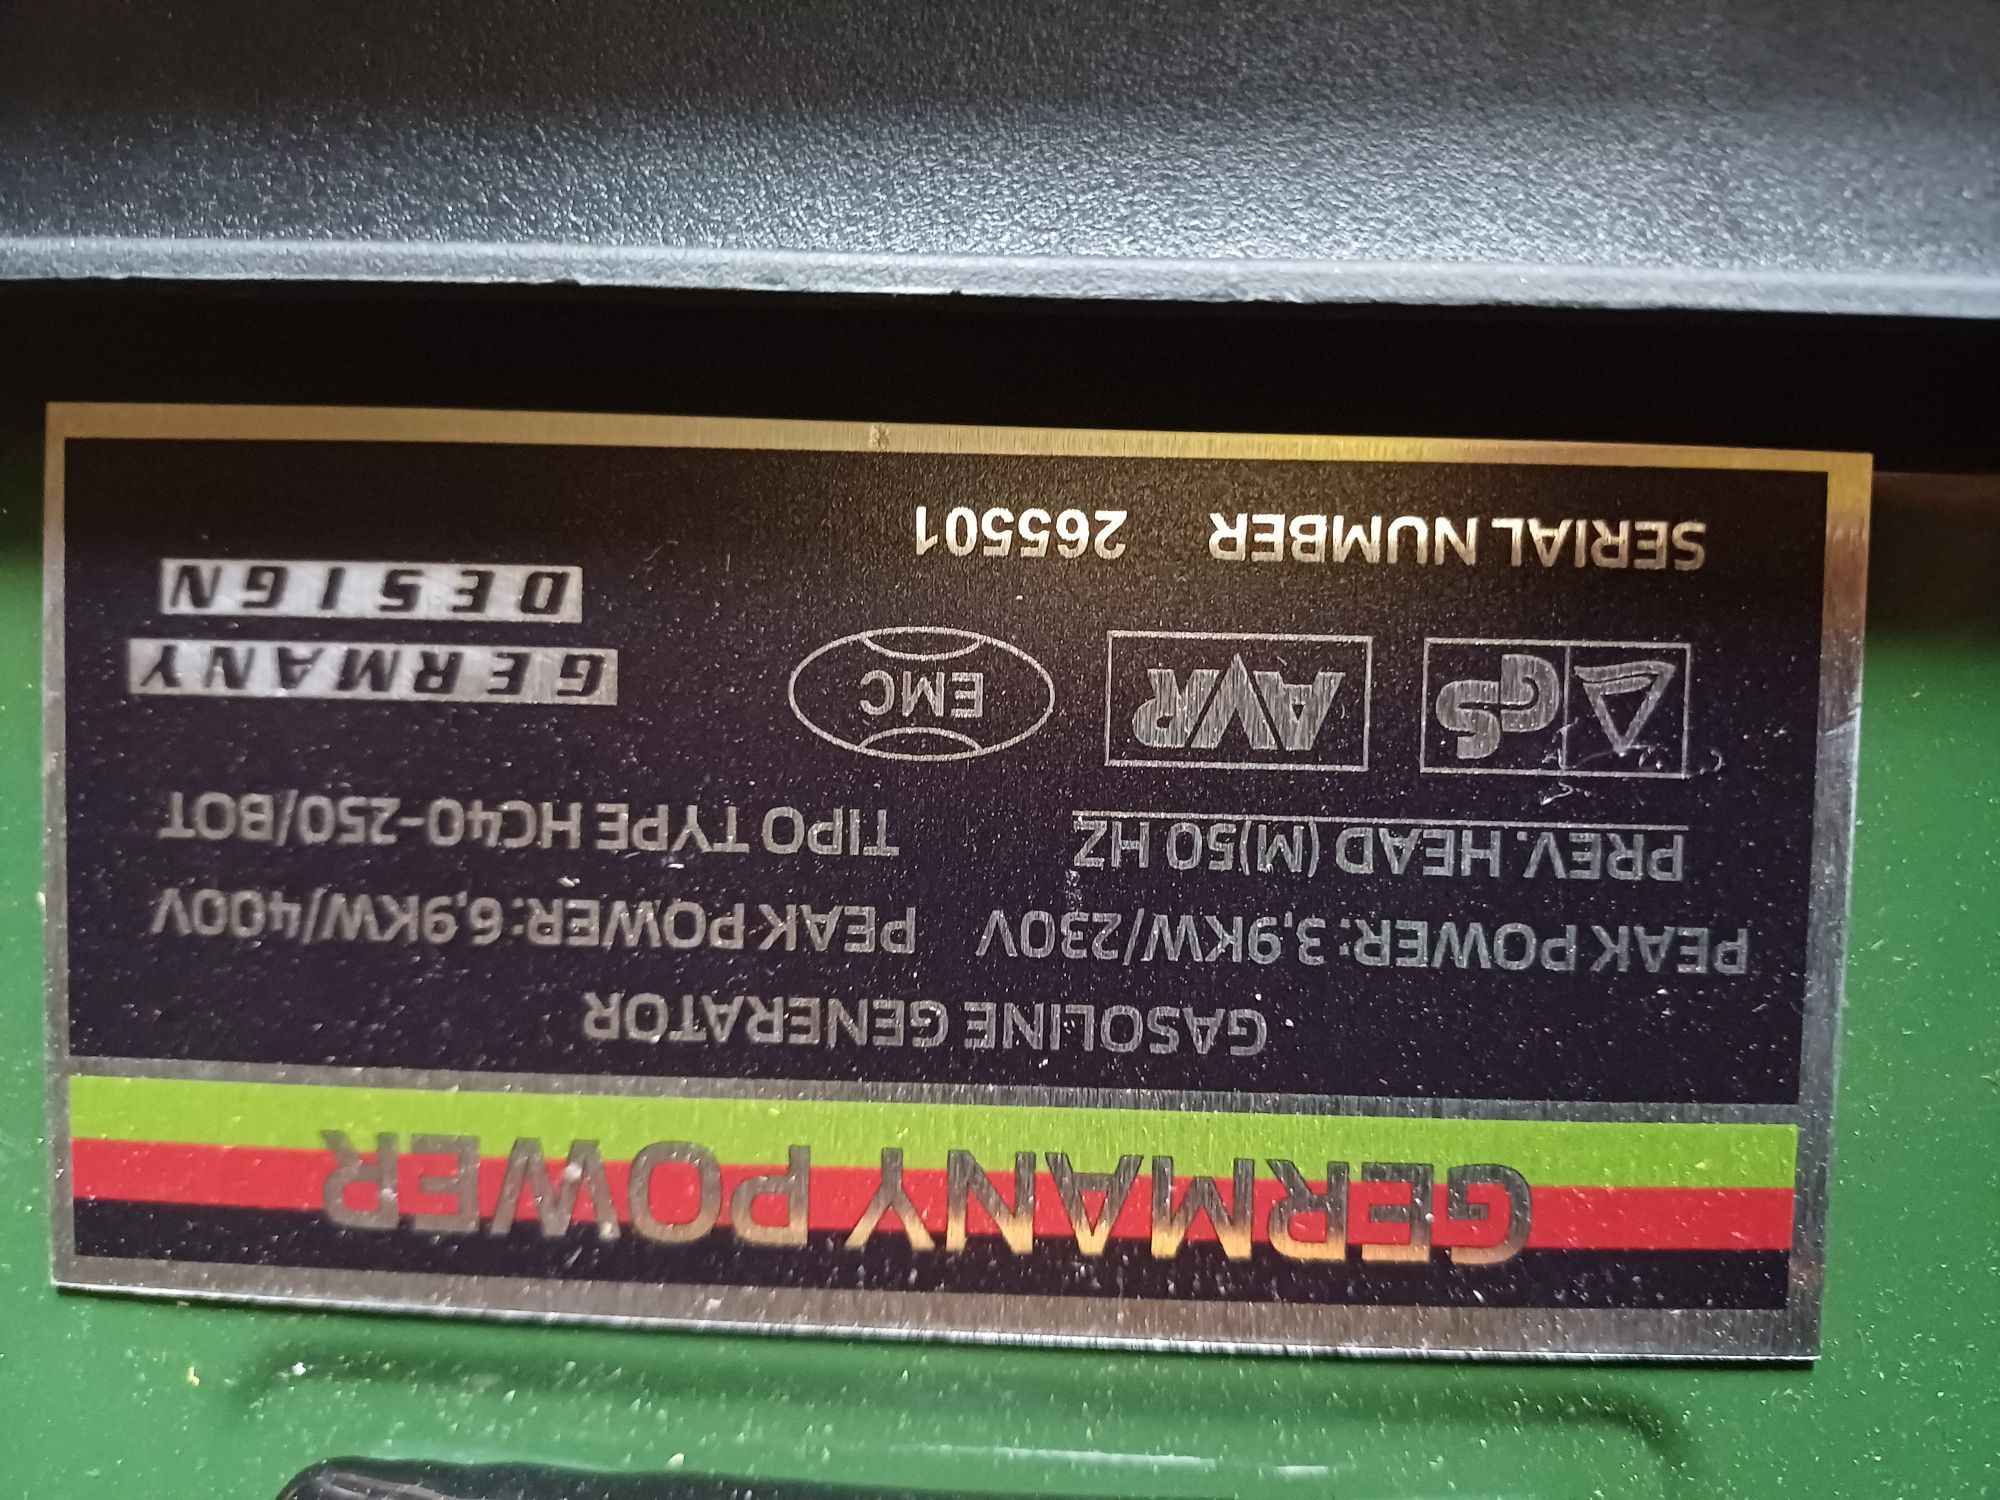 GERMANY POWER
GASOLINE GENERATOR
PEAK POWER: 3,9KW/230V PEAK POWER: 6,9KW/400V
PREV. HEAD (M)50 HZ TIPO TYPE HC40-250/BOT
GS AVR EMC
GERMANY
DESIGN
SERIAL NUMBER 265501